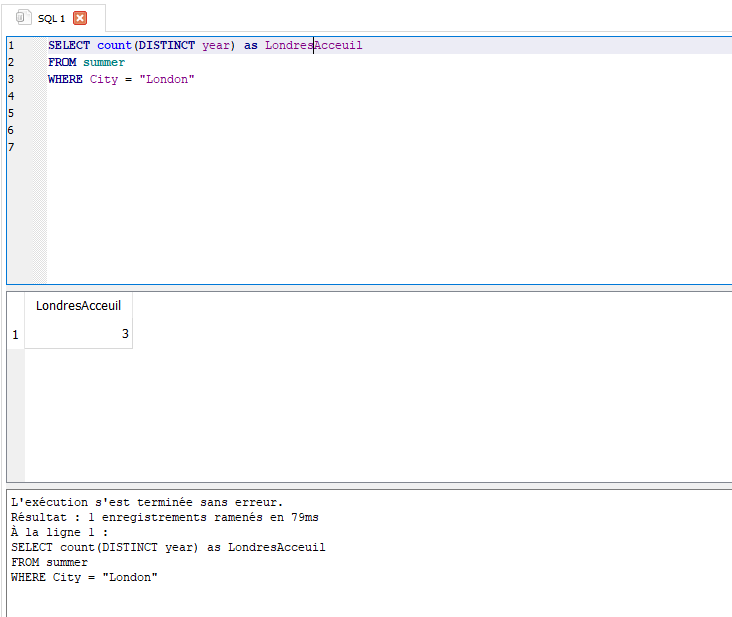 SQL 1
1 SELECT count(DISTINCT year) as LondresAcceuil
2 FROM summer
3 WHERE City = "London"
4
5
6
7
LondresAcceuil
1 3
L'exécution s'est terminée sans erreur.
Résultat : 1 enregistrements ramenés en 79ms
À la ligne 1 :
SELECT count(DISTINCT year) as LondresAcceuil
FROM summer
WHERE City = "London"